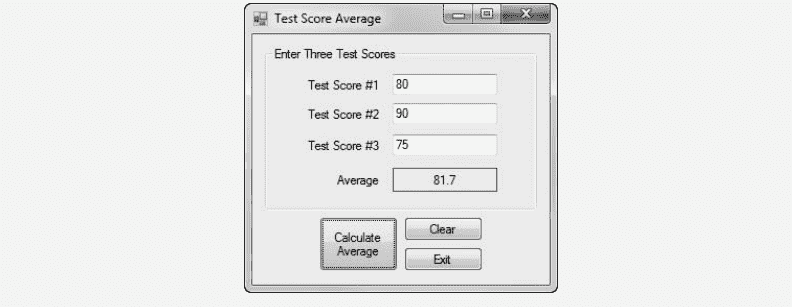 Test Score Average
Enter Three Test Scores
Test Score #1 80
Test Score #2 90
Test Score #3 75
Average 81.7
Calculate
Average
Clear
Exit